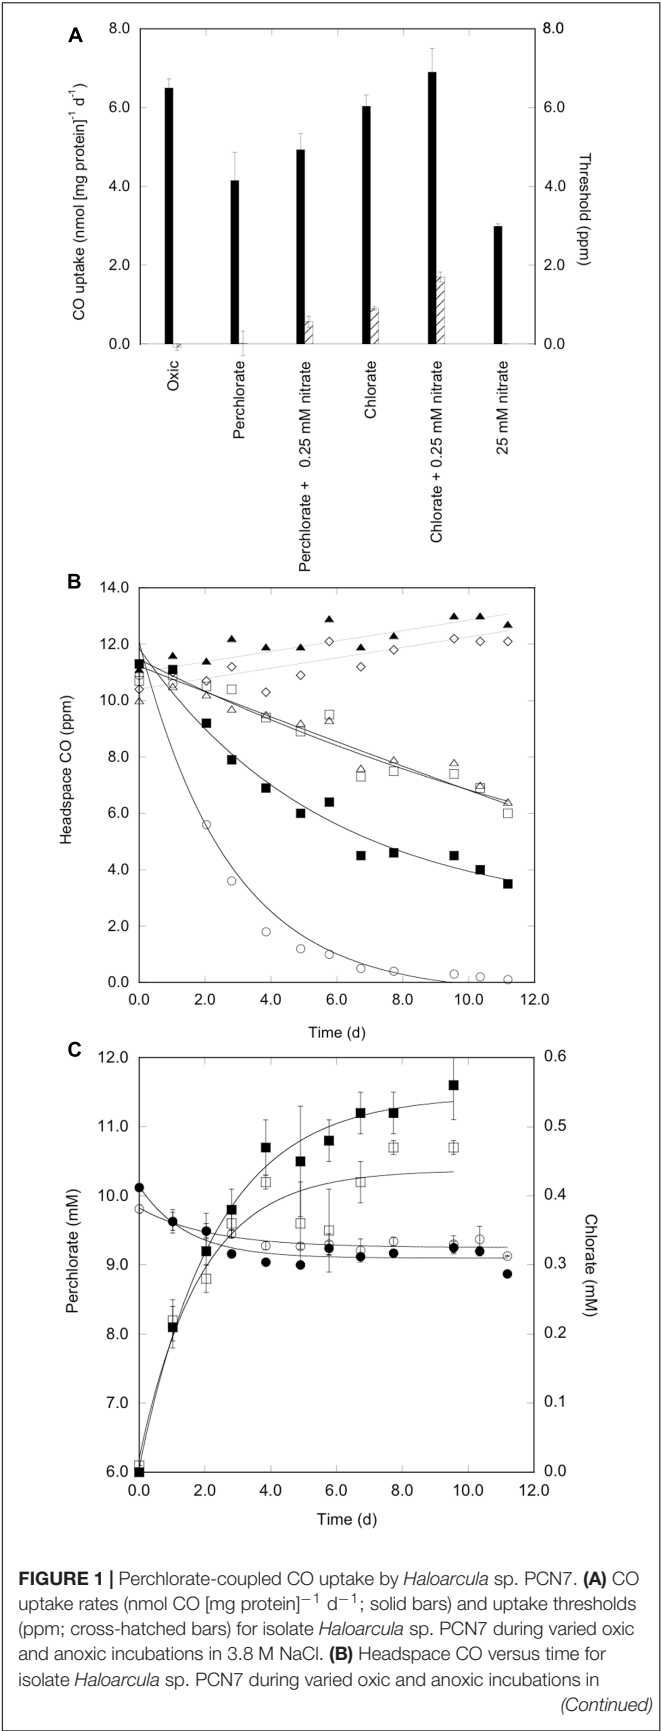 A
8.0
6.0
4.0
2.0
0.0
CO uptake (nmol [mg protein]⁻¹ d⁻¹)
8.0
6.0
4.0
2.0
0.0
Threshold (ppm)
Oxic
Perchlorate
Perchlorate + 0.25 mM nitrate
Chlorate
Chlorate + 0.25 mM nitrate
25 mM nitrate
B
14.0
12.0
10.0
8.0
6.0
4.0
2.0
0.0
Headspace CO (ppm)
0.0 2.0 4.0 6.0 8.0 10.0 12.0
Time (d)
C
12.0
11.0
10.0
9.0
8.0
7.0
6.0
Perchlorate (mM)
0.6
0.5
0.4
0.3
0.2
0.1
0.0
Chlorate (mM)
0.0 2.0 4.0 6.0 8.0 10.0 12.0
Time (d)
FIGURE 1 | Perchlorate-coupled CO uptake by Haloarcula sp. PCN7. (A) CO
uptake rates (nmol CO [mg protein]⁻¹ d⁻¹; solid bars) and uptake thresholds
(ppm; cross-hatched bars) for isolate Haloarcula sp. PCN7 during varied oxic
and anoxic incubations in 3.8 M NaCl. (B) Headspace CO versus time for
isolate Haloarcula sp. PCN7 during varied oxic and anoxic incubations in
(Continued)